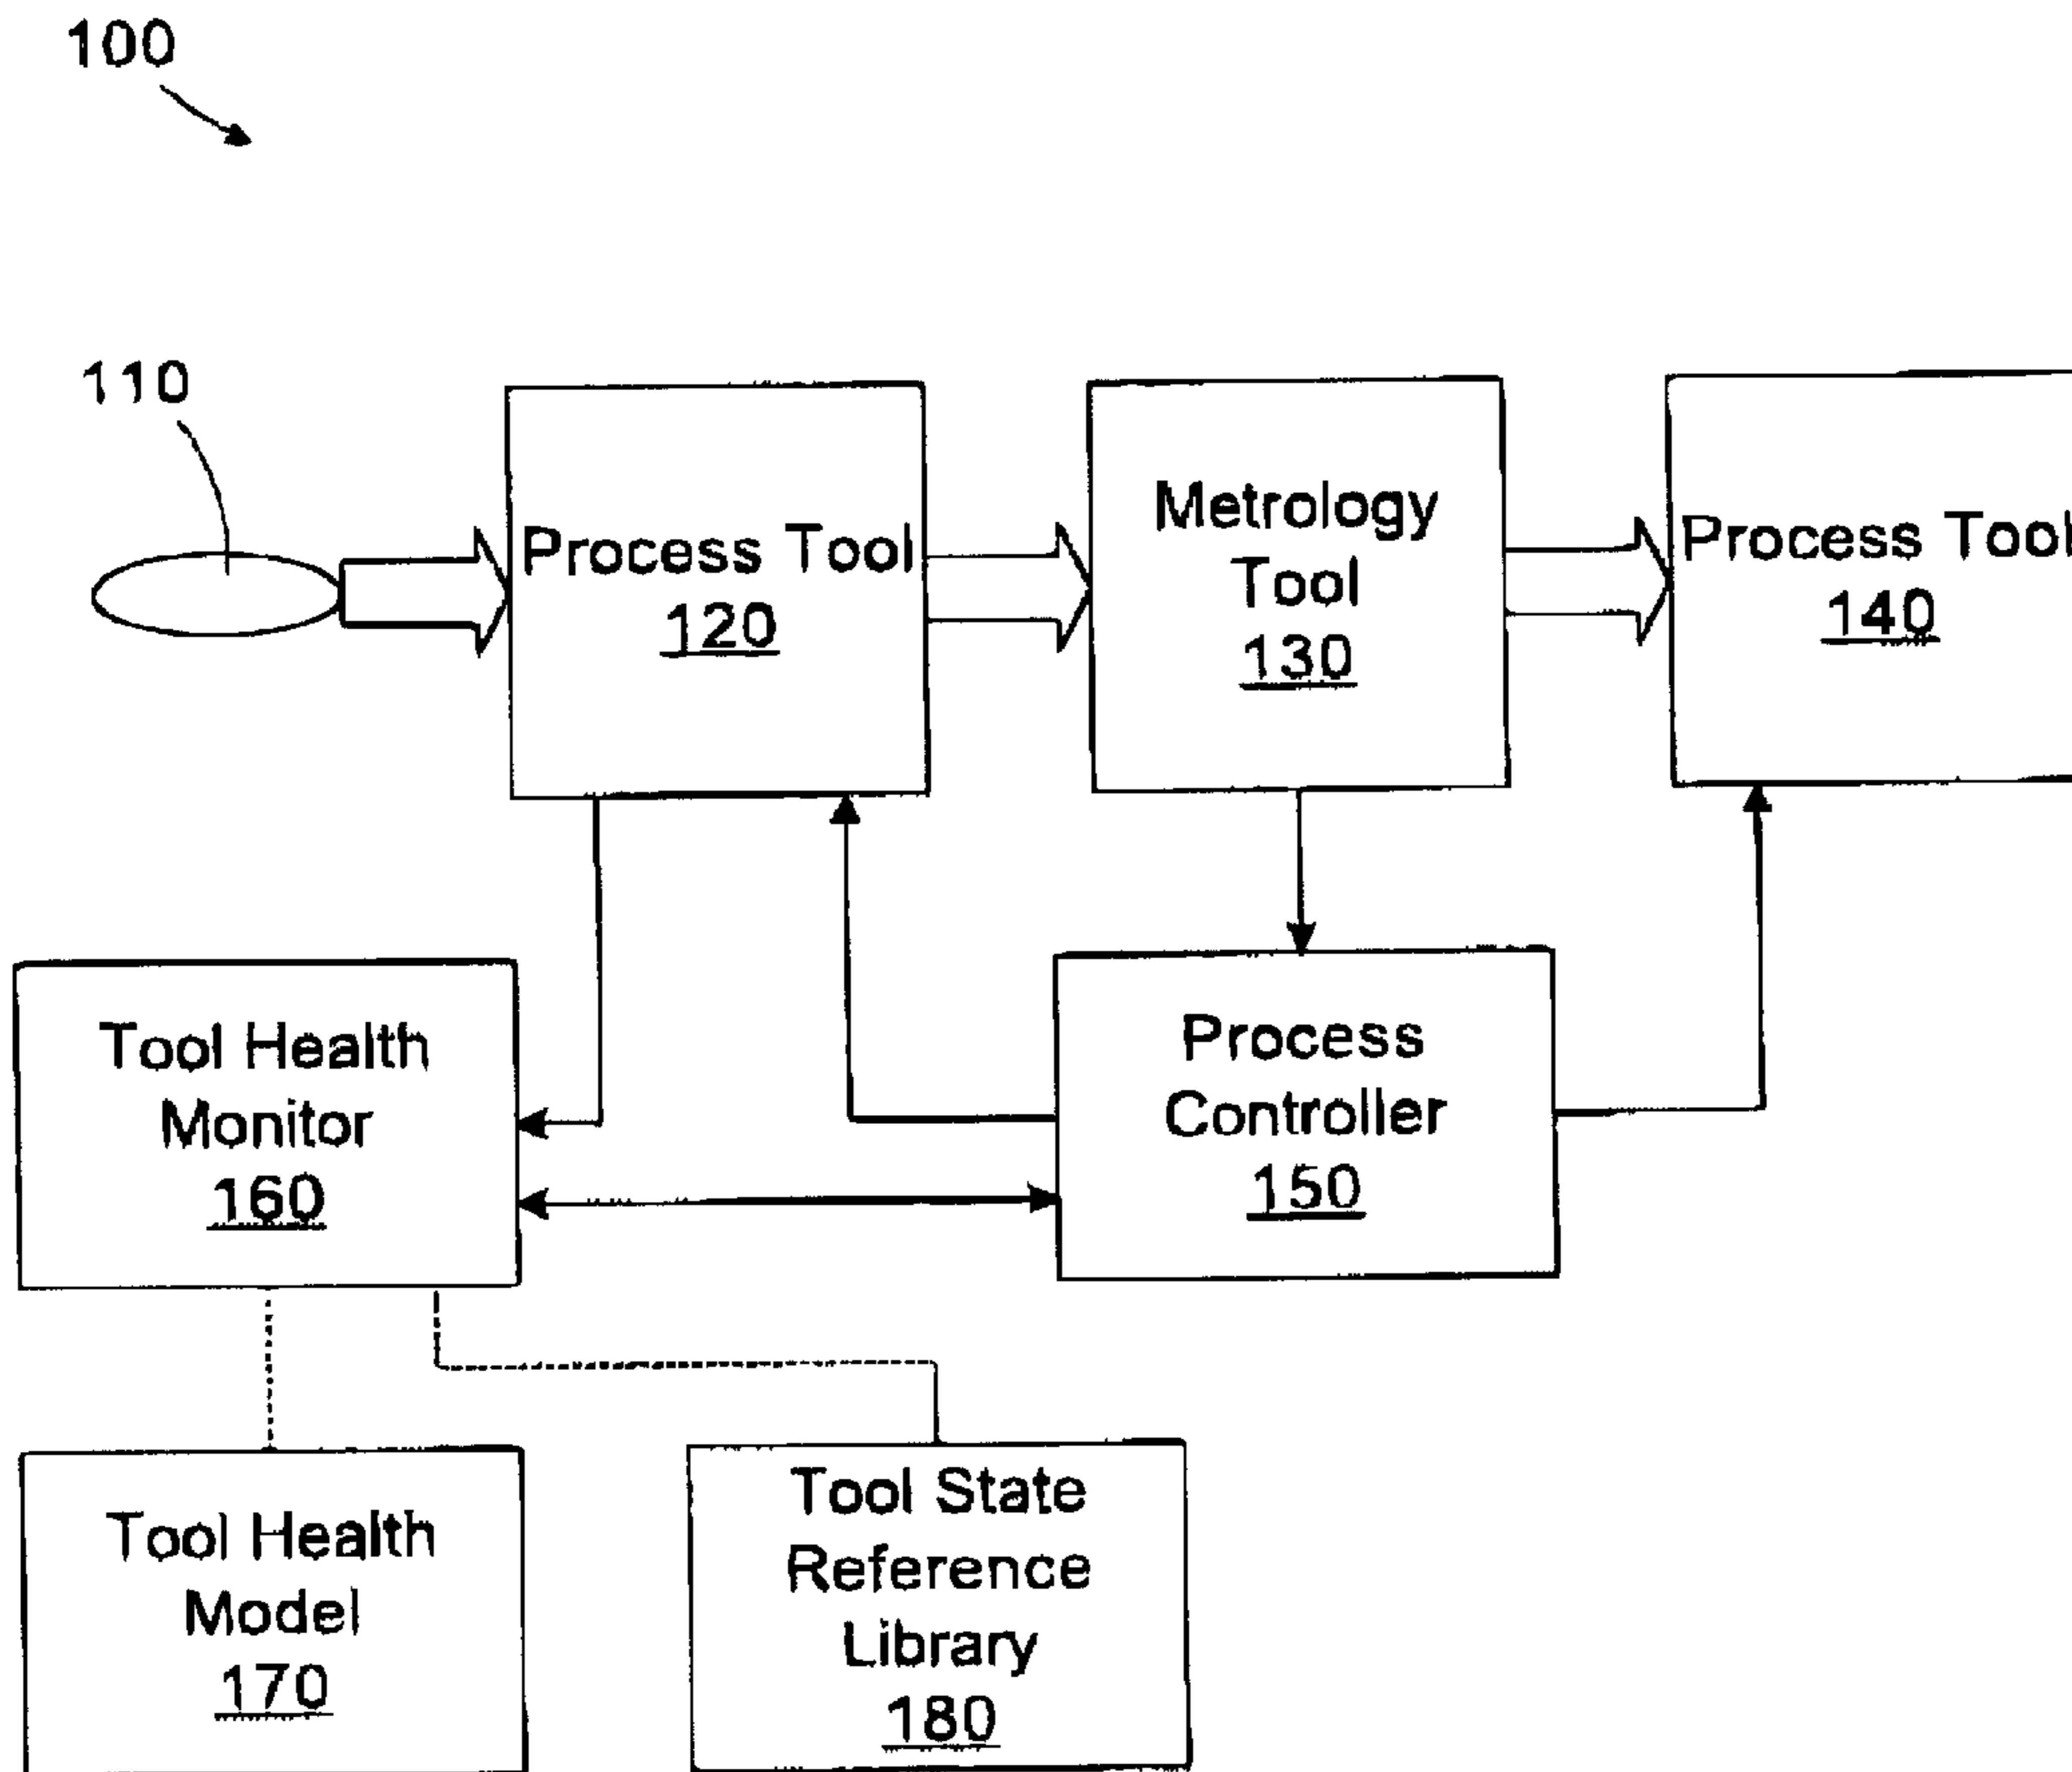 100
110
Process Tool
120
Metrology
Tool
130
Process Tool
140
Tool Health
Monitor
160
Process
Controller
150
Tool Health
Model
170
Tool State
Reference
Library
180